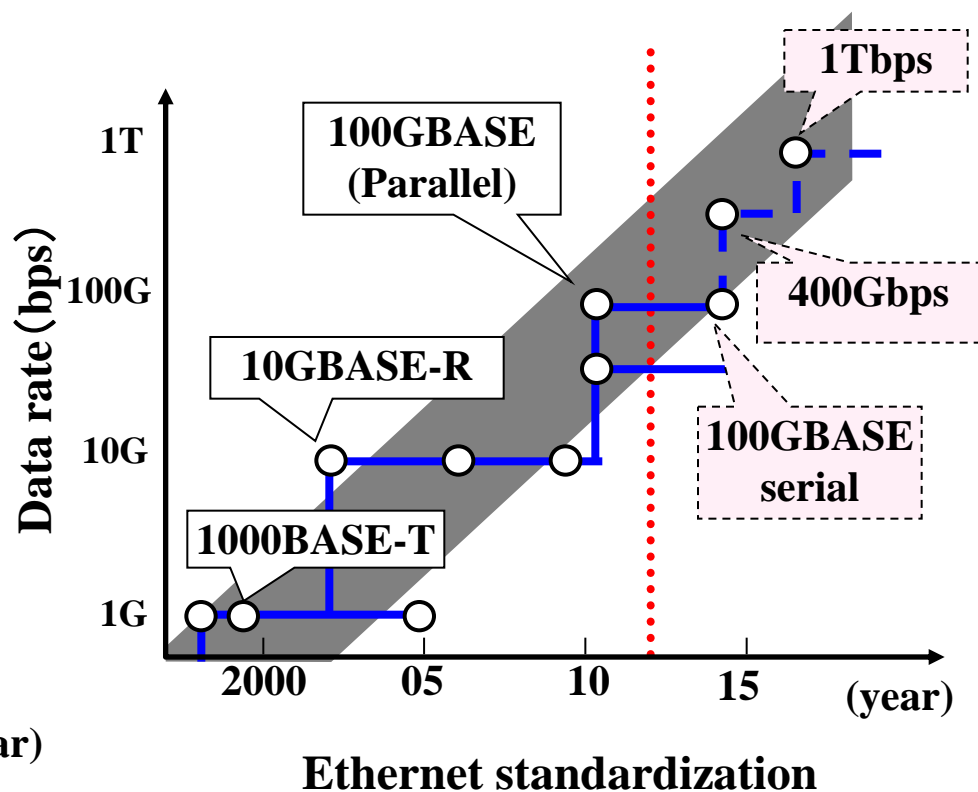 1Tbps
100GBASE
(Parallel)
1T
400Gbps
100G
10GBASE-R
100GBASE
serial
10G
1000BASE-T
1G
Data rate(bps)
2000 05 10 15
(year)
ar)
Ethernet standardization